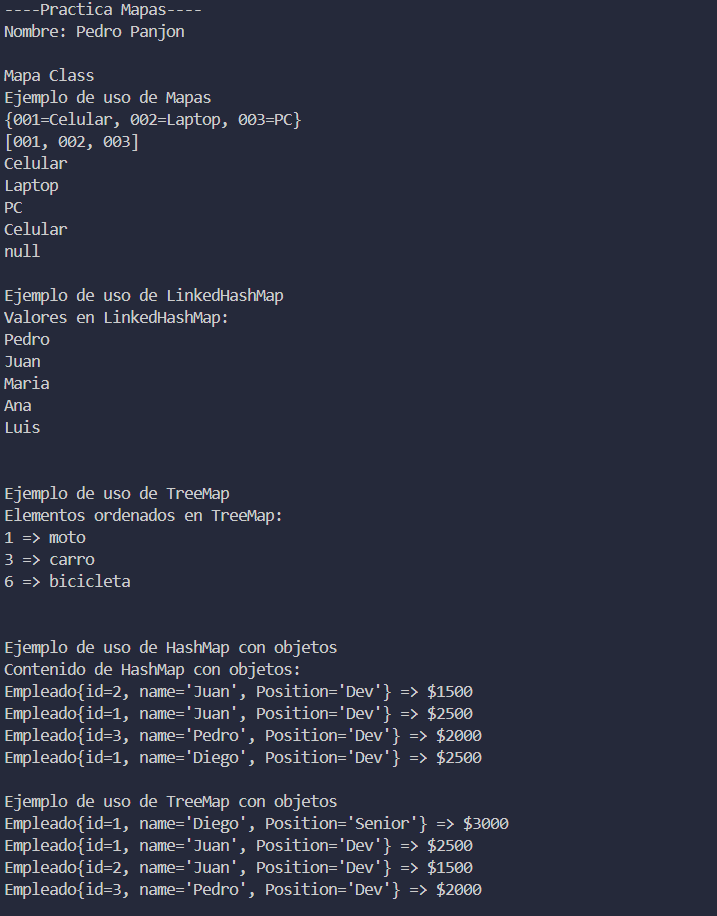 ----Practica Mapas----
Nombre: Pedro Panjon
Mapa Class
Ejemplo de uso de Mapas
{001=Celular, 002=Laptop, 003=PC}
[001, 002, 003]
Celular
Laptop
PC
Celular
null
Ejemplo de uso de LinkedHashMap
Valores en LinkedHashMap:
Pedro
Juan
Maria
Ana
Luis
Ejemplo de uso de TreeMap
Elementos ordenados en TreeMap:
1 => moto
3 => carro
6 => bicicleta
Ejemplo de uso de HashMap con objetos
Contenido de HashMap con objetos:
Empleado{id=2, name='Juan', Position='Dev'} => $1500
Empleado{id=1, name='Juan', Position='Dev'} => $2500
Empleado{id=3, name='Pedro', Position='Dev'} => $2000
Empleado{id=1, name='Diego', Position='Dev'} => $2500
Ejemplo de uso de TreeMap con objetos
Empleado{id=1, name='Diego', Position='Senior'} => $3000
Empleado{id=1, name='Juan', Position='Dev'} => $2500
Empleado{id=2, name='Juan', Position='Dev'} => $1500
Empleado{id=3, name='Pedro', Position='Dev'} => $2000